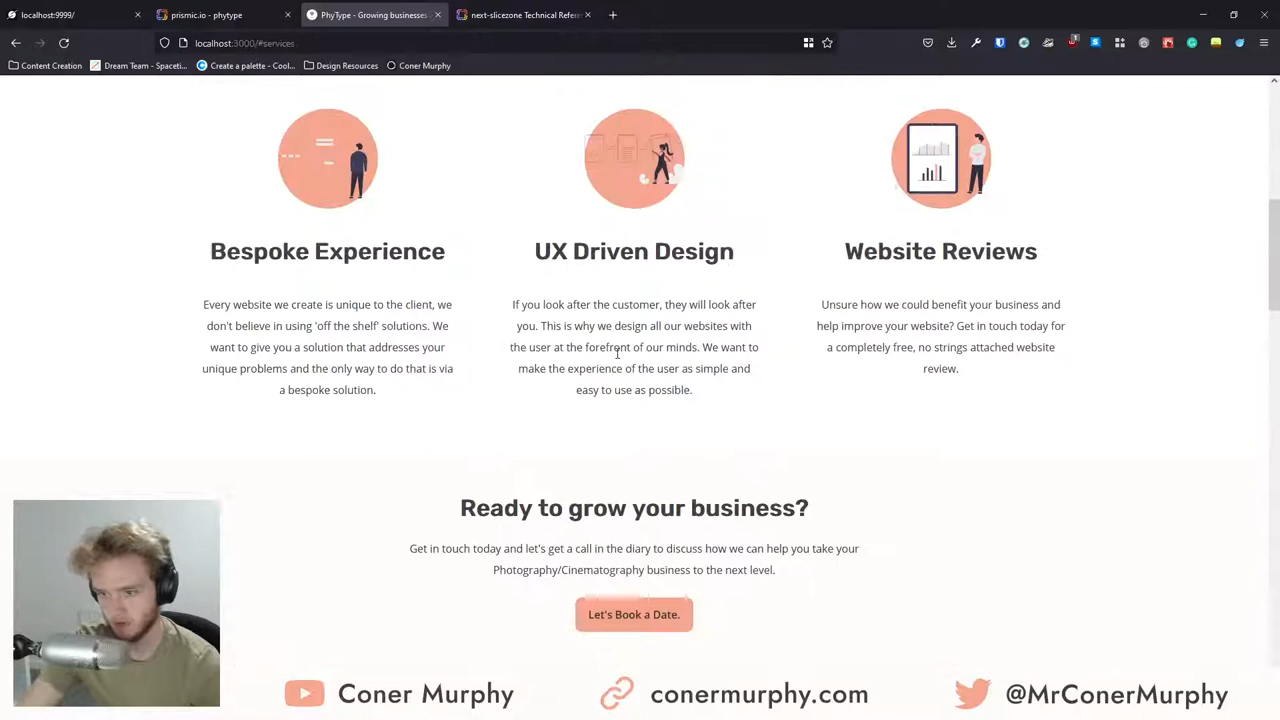 localhost:9999/
prismic.io - phytype
PhyType - Growing businesses
next-slicezone Technical Refere
localhost:3000/#services
Content Creation
Dream Team - Spaceti...
Create a palette - Cool...
Design Resources
Coner Murphy
Bespoke Experience
Every website we create is unique to the client, we
don't believe in using 'off the shelf' solutions. We
want to give you a solution that addresses your
unique problems and the only way to do that is via
a bespoke solution.
UX Driven Design
If you look after the customer, they will look after
you. This is why we design all our websites with
the user at the forefront of our minds. We want to
make the experience of the user as simple and
easy to use as possible.
Website Reviews
Unsure how we could benefit your business and
help improve your website? Get in touch today for
a completely free, no strings attached website
review.
Ready to grow your business?
Get in touch today and let's get a call in the diary to discuss how we can help you take your
Photography/Cinematography business to the next level.
Let's Book a Date.
Coner Murphy
conermurphy.com
@MrConerMurphy